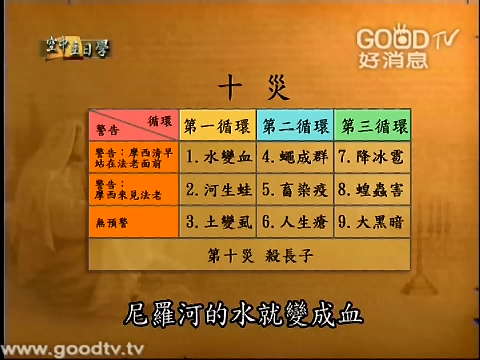 空中主日學
GOOD TV
好消息
十災
循環
警告
第一循環 第二循環 第三循環
警告：摩西清早
站在法老面前
1.水變血 4.蠅成群 7.降冰雹
警告：
摩西來見法老
2.河生蛙 5.畜染疫 8.蝗蟲害
無預警
3.土變虱 6.人生瘡 9.大黑暗
第十災 殺長子
尼羅河的水就變成血
www.goodtv.tv